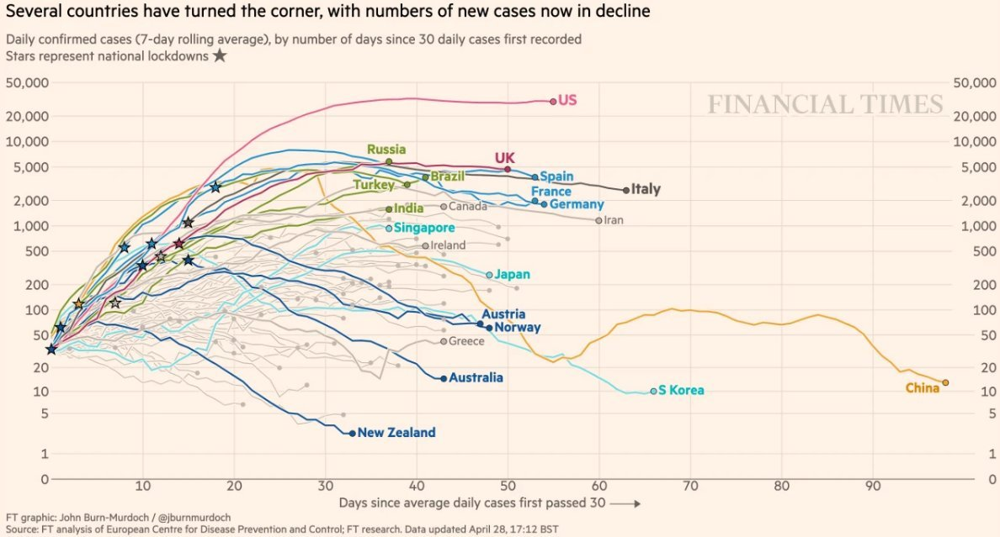 Several countries have turned the corner, with numbers of new cases now in decline
Daily confirmed cases (7-day rolling average), by number of days since 30 daily cases first recorded
Stars represent national lockdowns ★
50,000 50,000
FINANCIAL TIMES
US
20,000 20,000
10,000 10,000
Russia
UK
5,000 5,000
Brazil
Spain
Turkey
Italy
France
2,000 2,000
India
Canada
Germany
Iran
1,000 1,000
Singapore
Ireland
500 500
Japan
200 200
100 100
Austria
Norway
50 50
Greece
20 20
Australia
China
10 10
S Korea
5 5
New Zealand
1 1
0 0
10 20 30 40 50 60 70 80 90
Days since average daily cases first passed 30 →
FT graphic: John Burn-Murdoch / @jburnmurdoch
Source: FT analysis of European Centre for Disease Prevention and Control; FT research. Data updated April 28, 17:12 BST